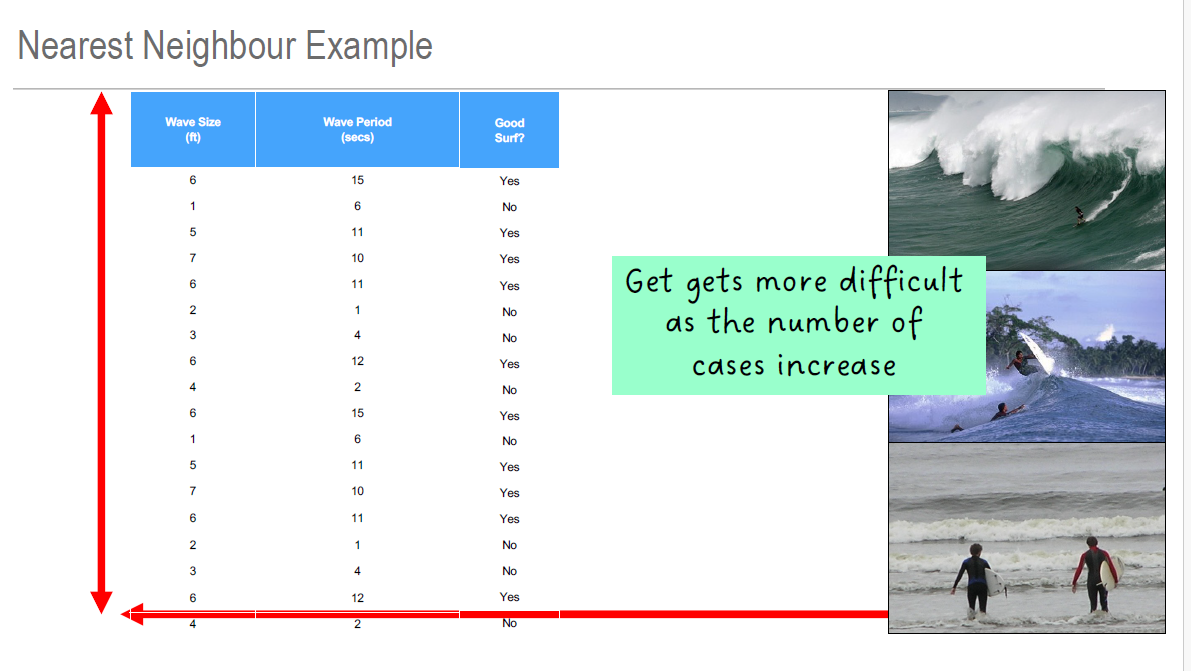 Nearest Neighbour Example
Wave Size (ft) Wave Period (secs) Good Surf?
6 15 Yes
1 6 No
5 11 Yes
7 10 Yes
6 11 Yes
2 1 No
3 4 No
6 12 Yes
4 2 No
6 15 Yes
1 6 No
5 11 Yes
7 10 Yes
6 11 Yes
2 1 No
3 4 No
6 12 Yes
4 2 No
Get gets more difficult
as the number of
cases increase